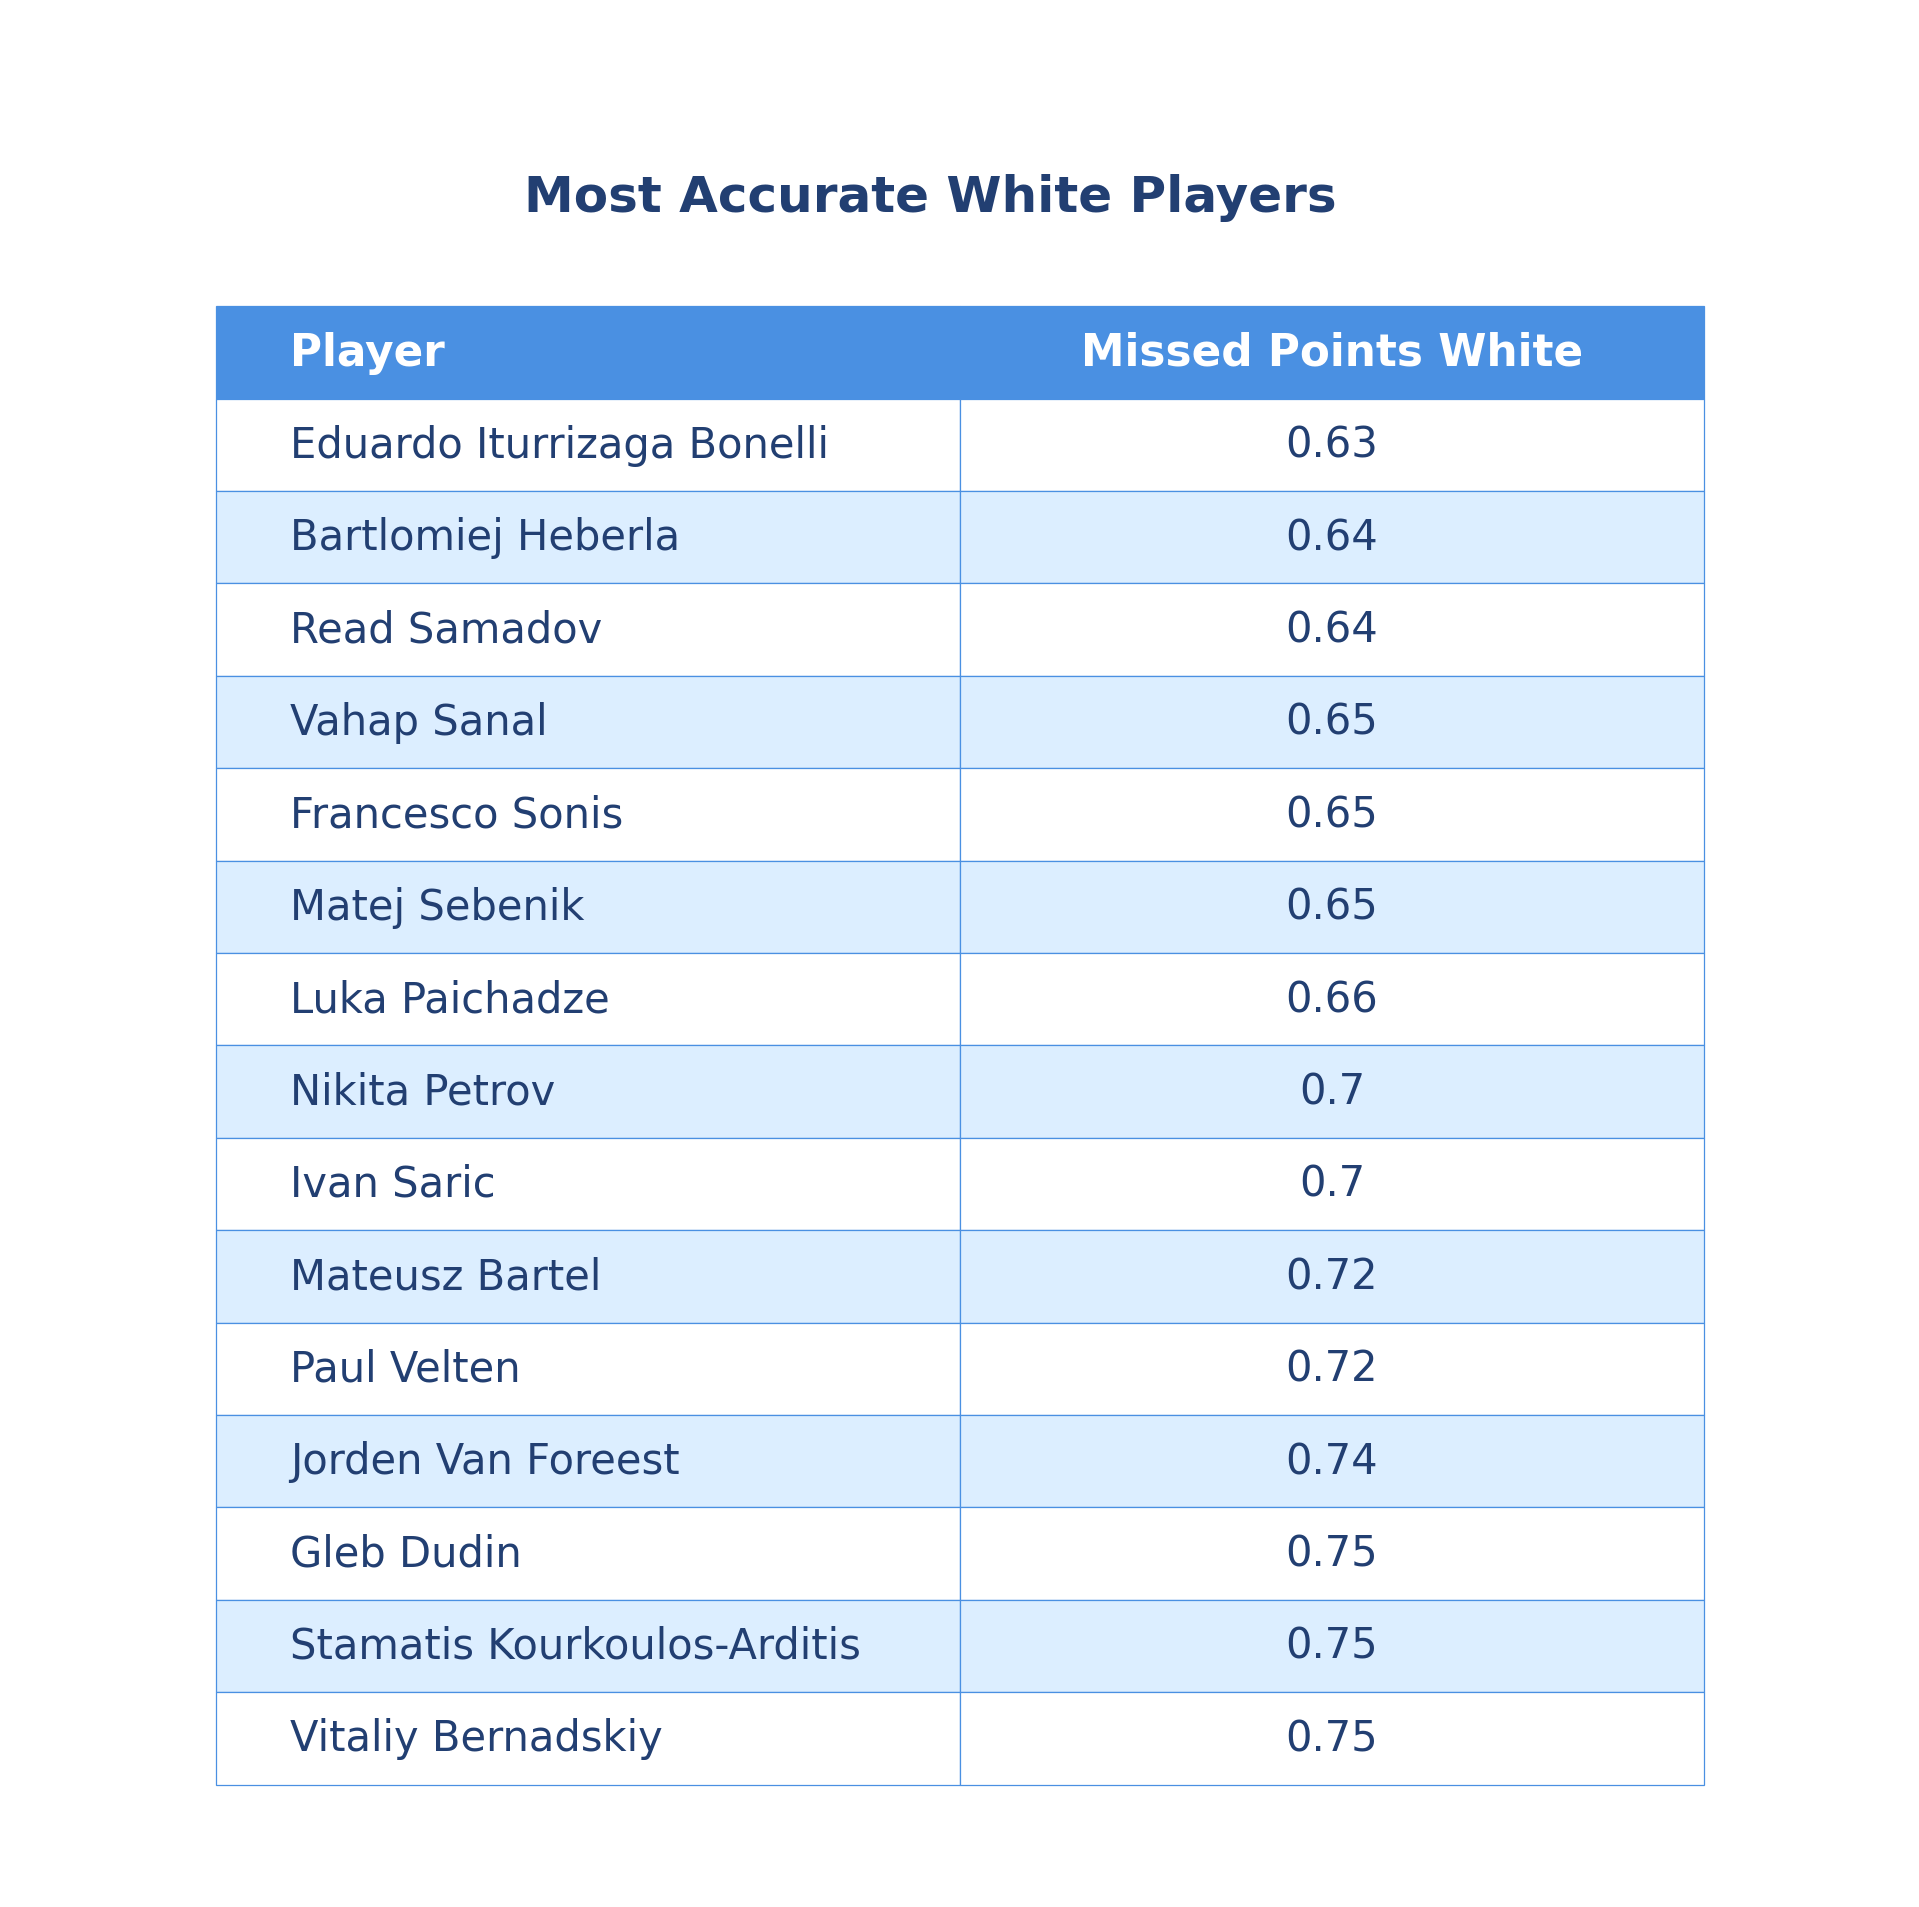 Most Accurate White Players
Player Missed Points White
Eduardo Iturrizaga Bonelli 0.63
Bartlomiej Heberla 0.64
Read Samadov 0.64
Vahap Sanal 0.65
Francesco Sonis 0.65
Matej Sebenik 0.65
Luka Paichadze 0.66
Nikita Petrov 0.7
Ivan Saric 0.7
Mateusz Bartel 0.72
Paul Velten 0.72
Jorden Van Foreest 0.74
Gleb Dudin 0.75
Stamatis Kourkoulos-Arditis 0.75
Vitaliy Bernadskiy 0.75